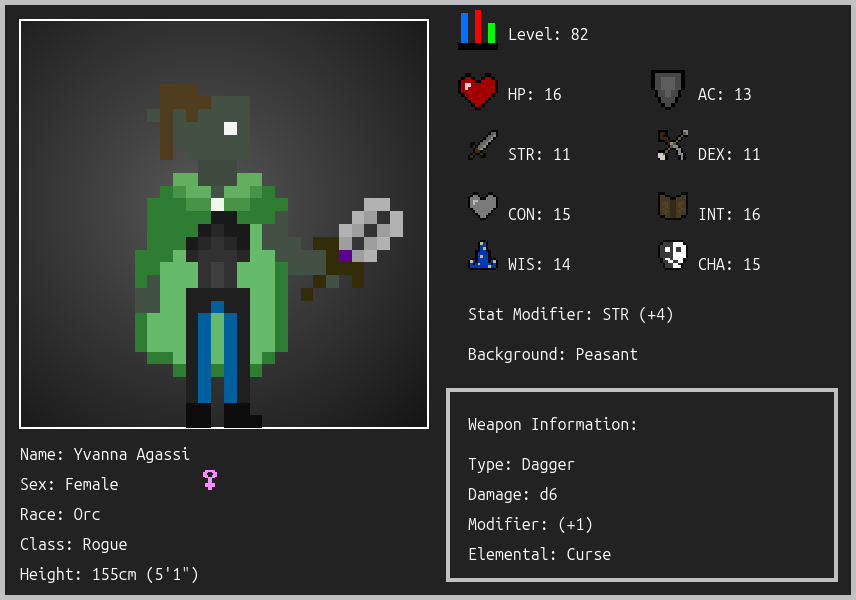 Level: 82
HP: 16
AC: 13
STR: 11
DEX: 11
CON: 15
INT: 16
WIS: 14
CHA: 15
Stat Modifier: STR (+4)
Background: Peasant
Weapon Information:
Type: Dagger
Damage: d6
Modifier: (+1)
Elemental: Curse
Name: Yvanna Agassi
Sex: Female
Race: Orc
Class: Rogue
Height: 155cm (5'1")